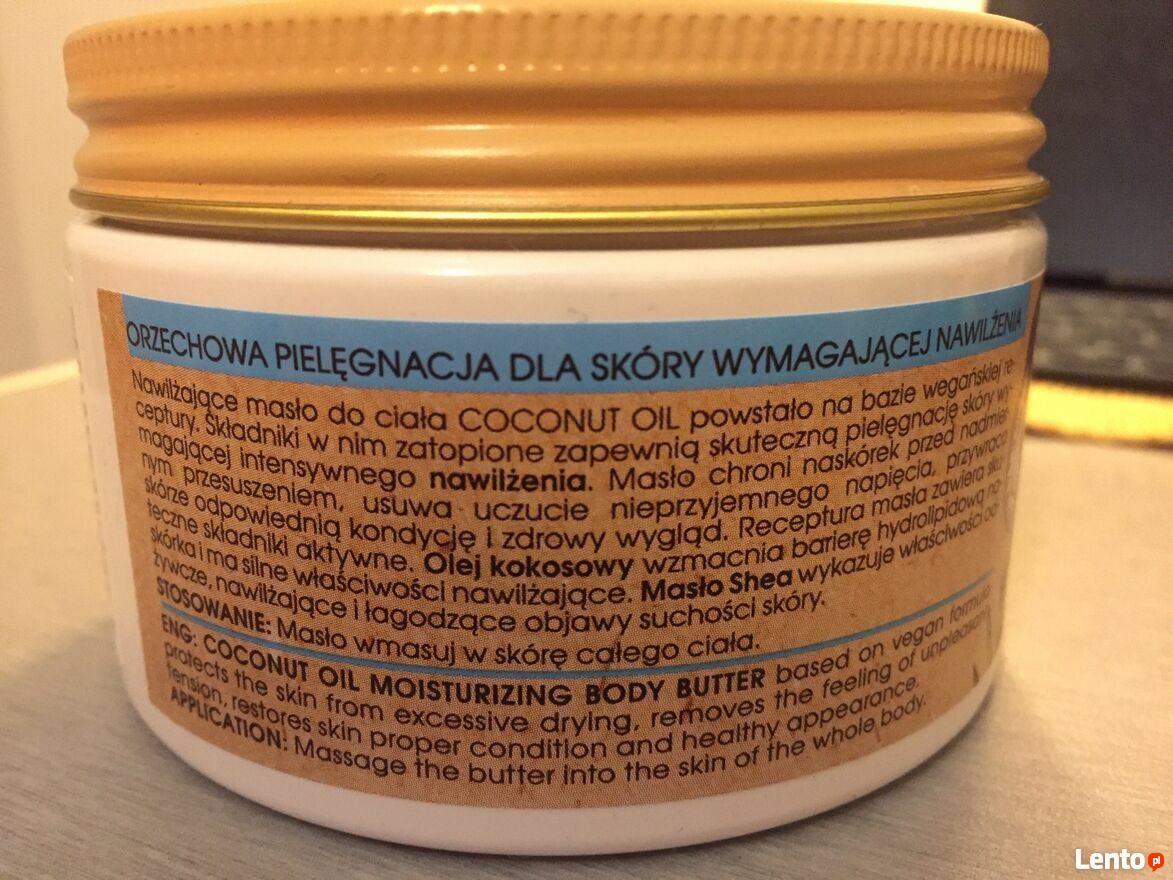 ORZECHOWA PIELĘGNACJA DLA SKÓRY WYMAGAJĄCEJ NAWILŻENIA
Nawilżające masło do ciała COCONUT OIL powstało na bazie wegańskiej re-
ceptury. Składniki w nim zatopione zapewnią skuteczną pielęgnację skóry wy-
magającej intensywnego nawilżenia. Masło chroni naskórek przed nadmier-
nym przesuszeniem, usuwa uczucie nieprzyjemnego napięcia, przywraca
skórze odpowiednią kondycję i zdrowy wygląd. Receptura masła zawiera sku-
teczne składniki aktywne. Olej kokosowy wzmacnia barierę hydrolipidową na-
skórka i ma silne właściwości nawilżające. Masło Shea wykazuje właściwości od-
żywcze, nawilżające i łagodzące objawy suchości skóry.
STOSOWANIE: Masło wmasuj w skórę całego ciała.
ENG: COCONUT OIL MOISTURIZING BODY BUTTER based on vegan formula
protects the skin from excessive drying, removes the feeling of unpleasant
tension, restores skin proper condition and healthy appearance.
APPLICATION: Massage the butter into the skin of the whole body.
Lento.pl